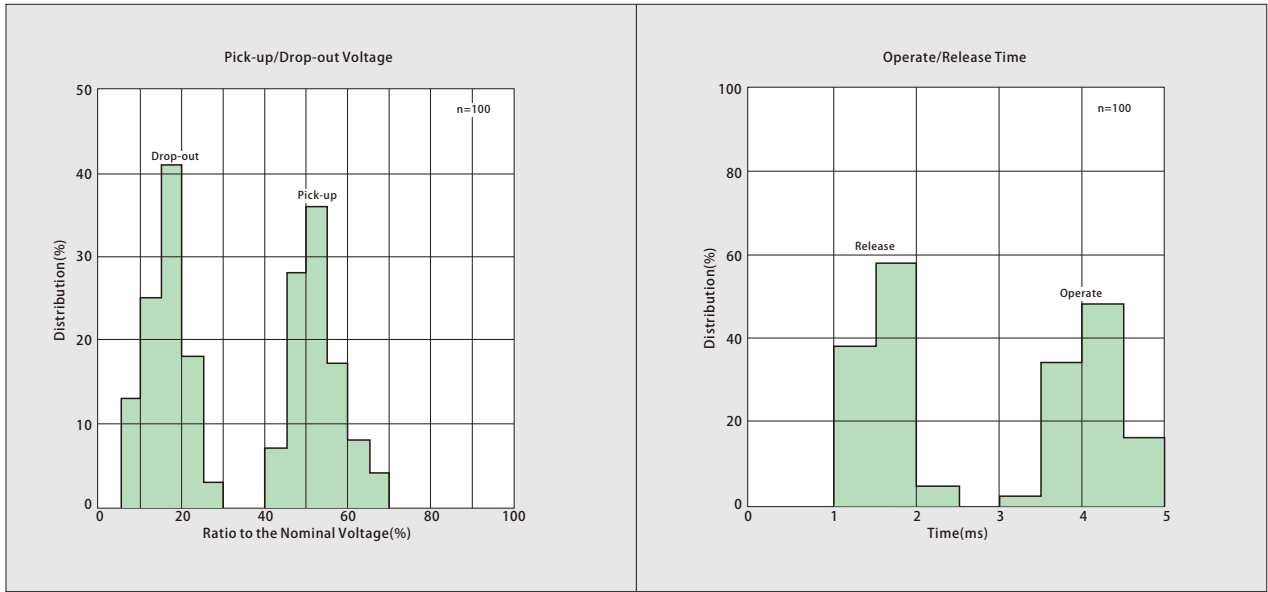 Pick-up/Drop-out Voltage
50
n=100
Drop-out
40
Pick-up
30
20
10
0
Distribution(%)
0 20 40 60 80 100
Ratio to the Nominal Voltage(%)
Operate/Release Time
100
n=100
80
60
Release
Operate
40
20
0
Distribution(%)
0 1 2 3 4 5
Time(ms)